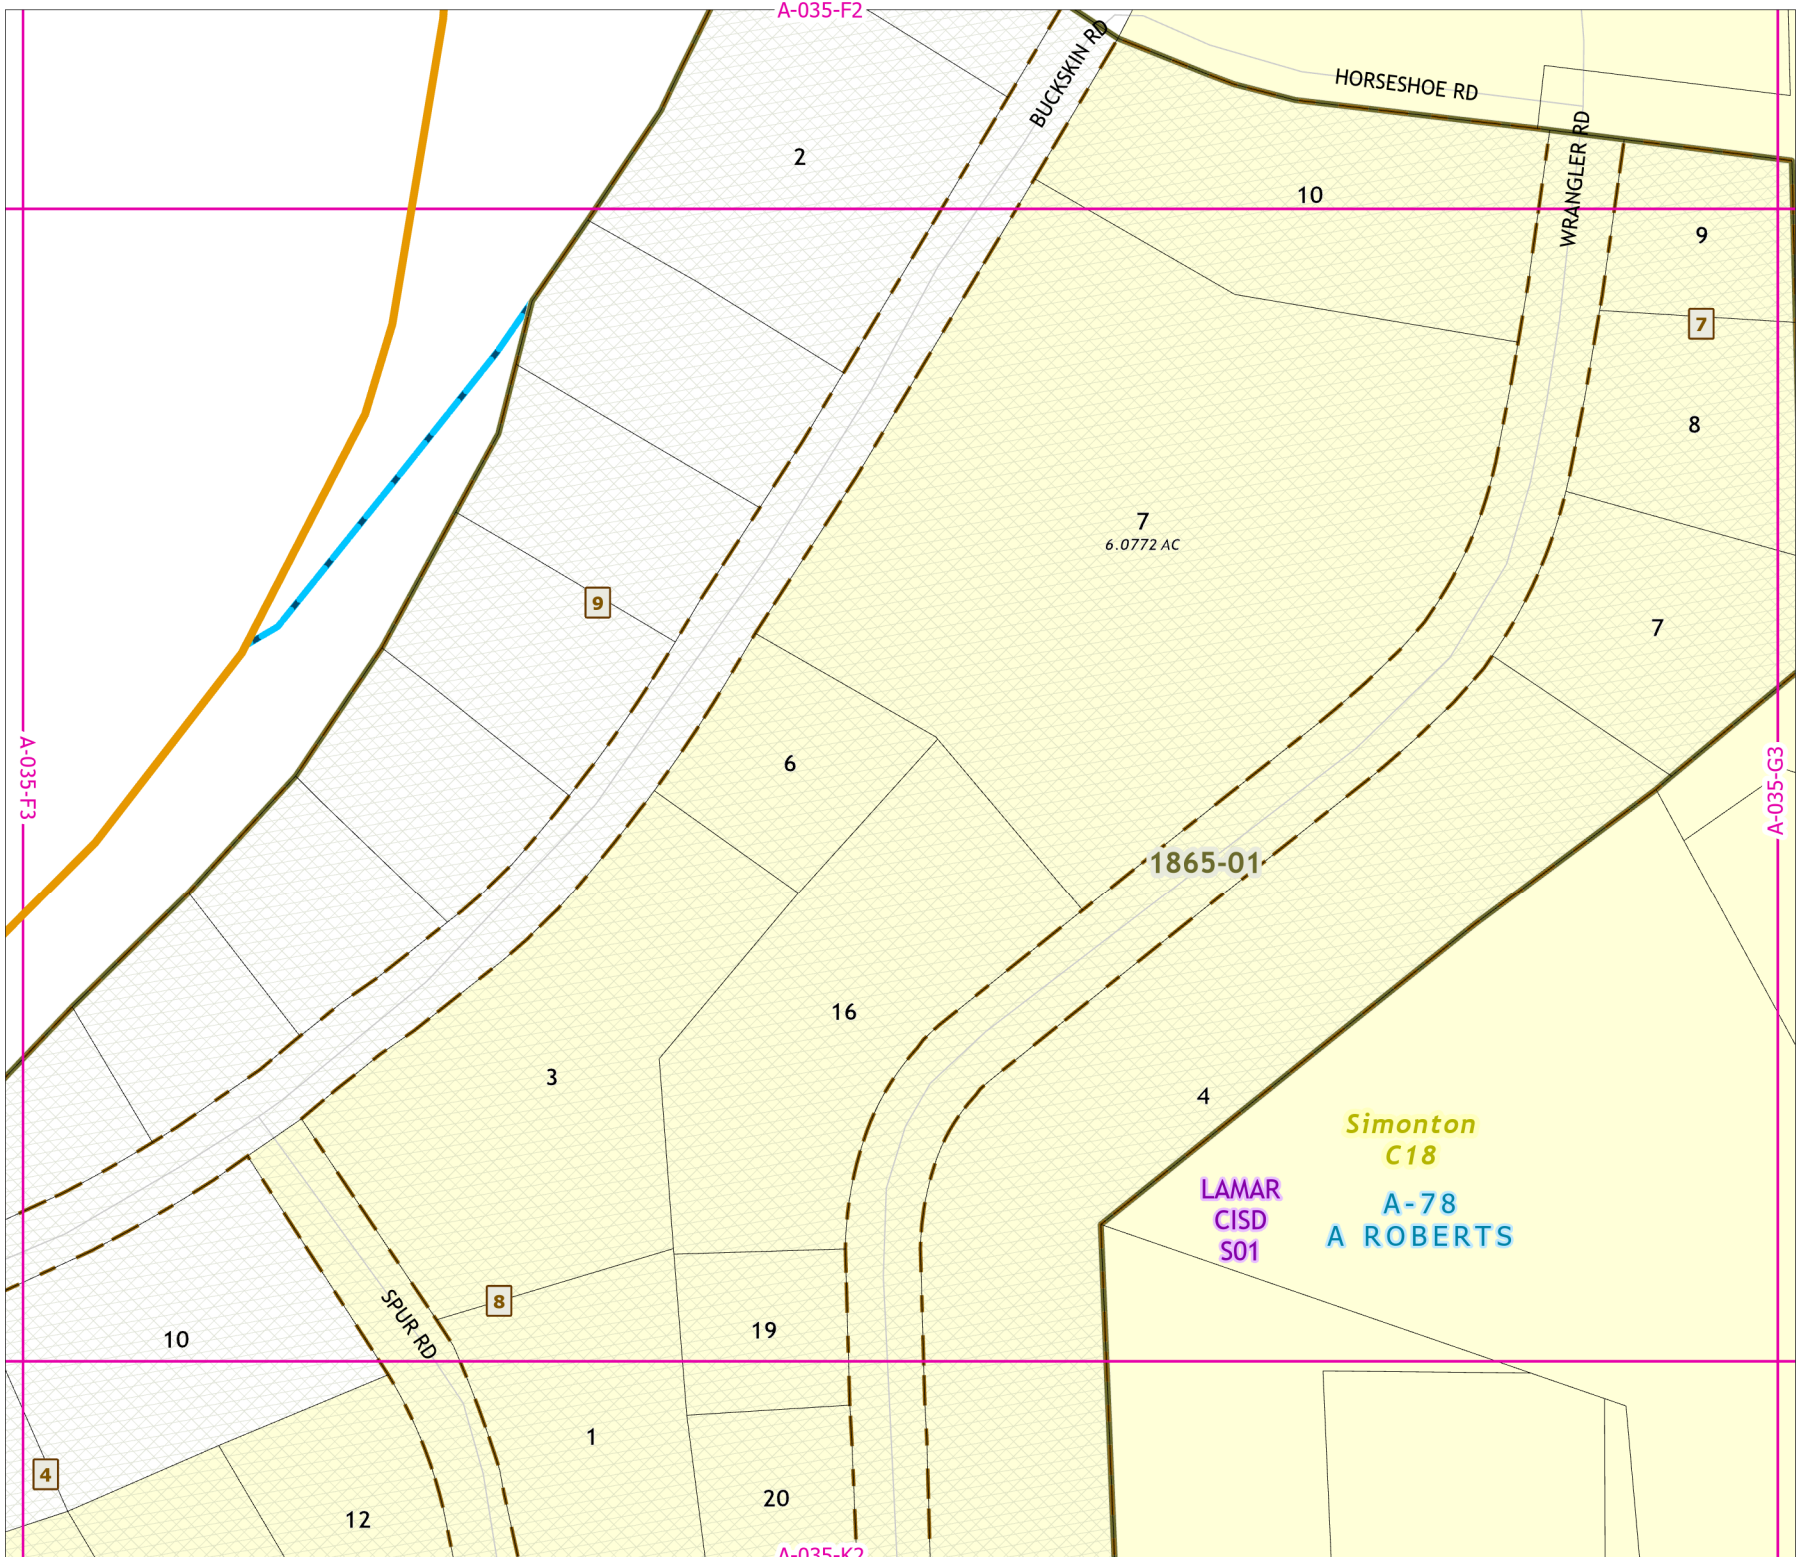 A-035-F2
BUCKSKIN RD
HORSESHOE RD
WRANGLER RD
2
10
9
7
8
7
6.0772 AC
9
7
6
A-035-F3
A-035-G3
1865-01
16
3
4
Simonton
C18
LAMAR
CISD
S01
A-78
A ROBERTS
SPUR RD
8
10
19
1
4
12
20
A-035-K2